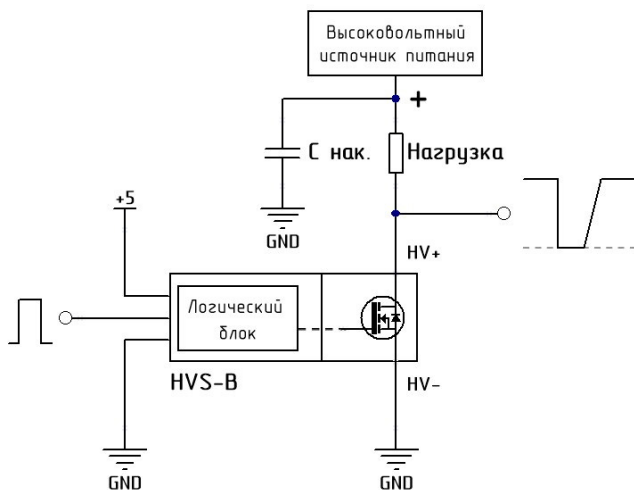 Высоковольтный
источник питания
+
С нак.
Нагрузка
GND
+5
HV+
Логический
блок
HVS-B
HV-
GND
GND